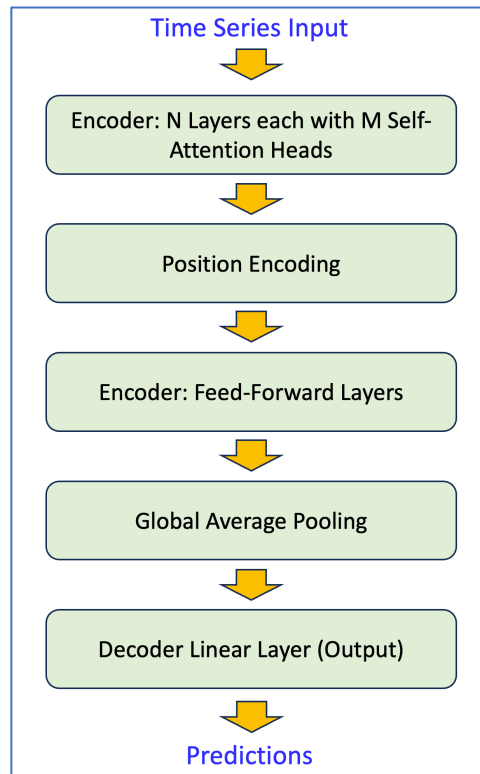 Time Series Input
Encoder: N Layers each with M Self-
Attention Heads
Position Encoding
Encoder: Feed-Forward Layers
Global Average Pooling
Decoder Linear Layer (Output)
Predictions